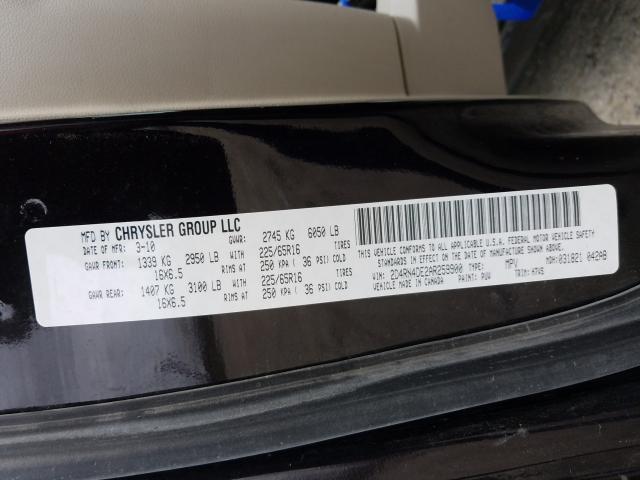 MFD BY CHRYSLER GROUP LLC
DATE OF MFR: 3-10 GVWR: 2745 KG 6050 LB
GAWR FRONT: 1339 KG 2950 LB WITH 225/65R16 TIRES
16X6.5 RIMS AT 250 KPA ( 36 PSI) COLD
GAWR REAR: 1407 KG 3100 LB WITH 225/65R16 TIRES
16X6.5 RIMS AT 250 KPA ( 36 PSI) COLD
THIS VEHICLE CONFORMS TO ALL APPLICABLE U.S.A. FEDERAL MOTOR VEHICLE SAFETY
STANDARDS IN EFFECT ON THE DATE OF MANUFACTURE SHOWN ABOVE.
MDH: 031821 042AB
VIN: 2D4RN4DE2AR259900 TYPE: MPV
MADE IN CANADA PAINT: PUW TRIM: